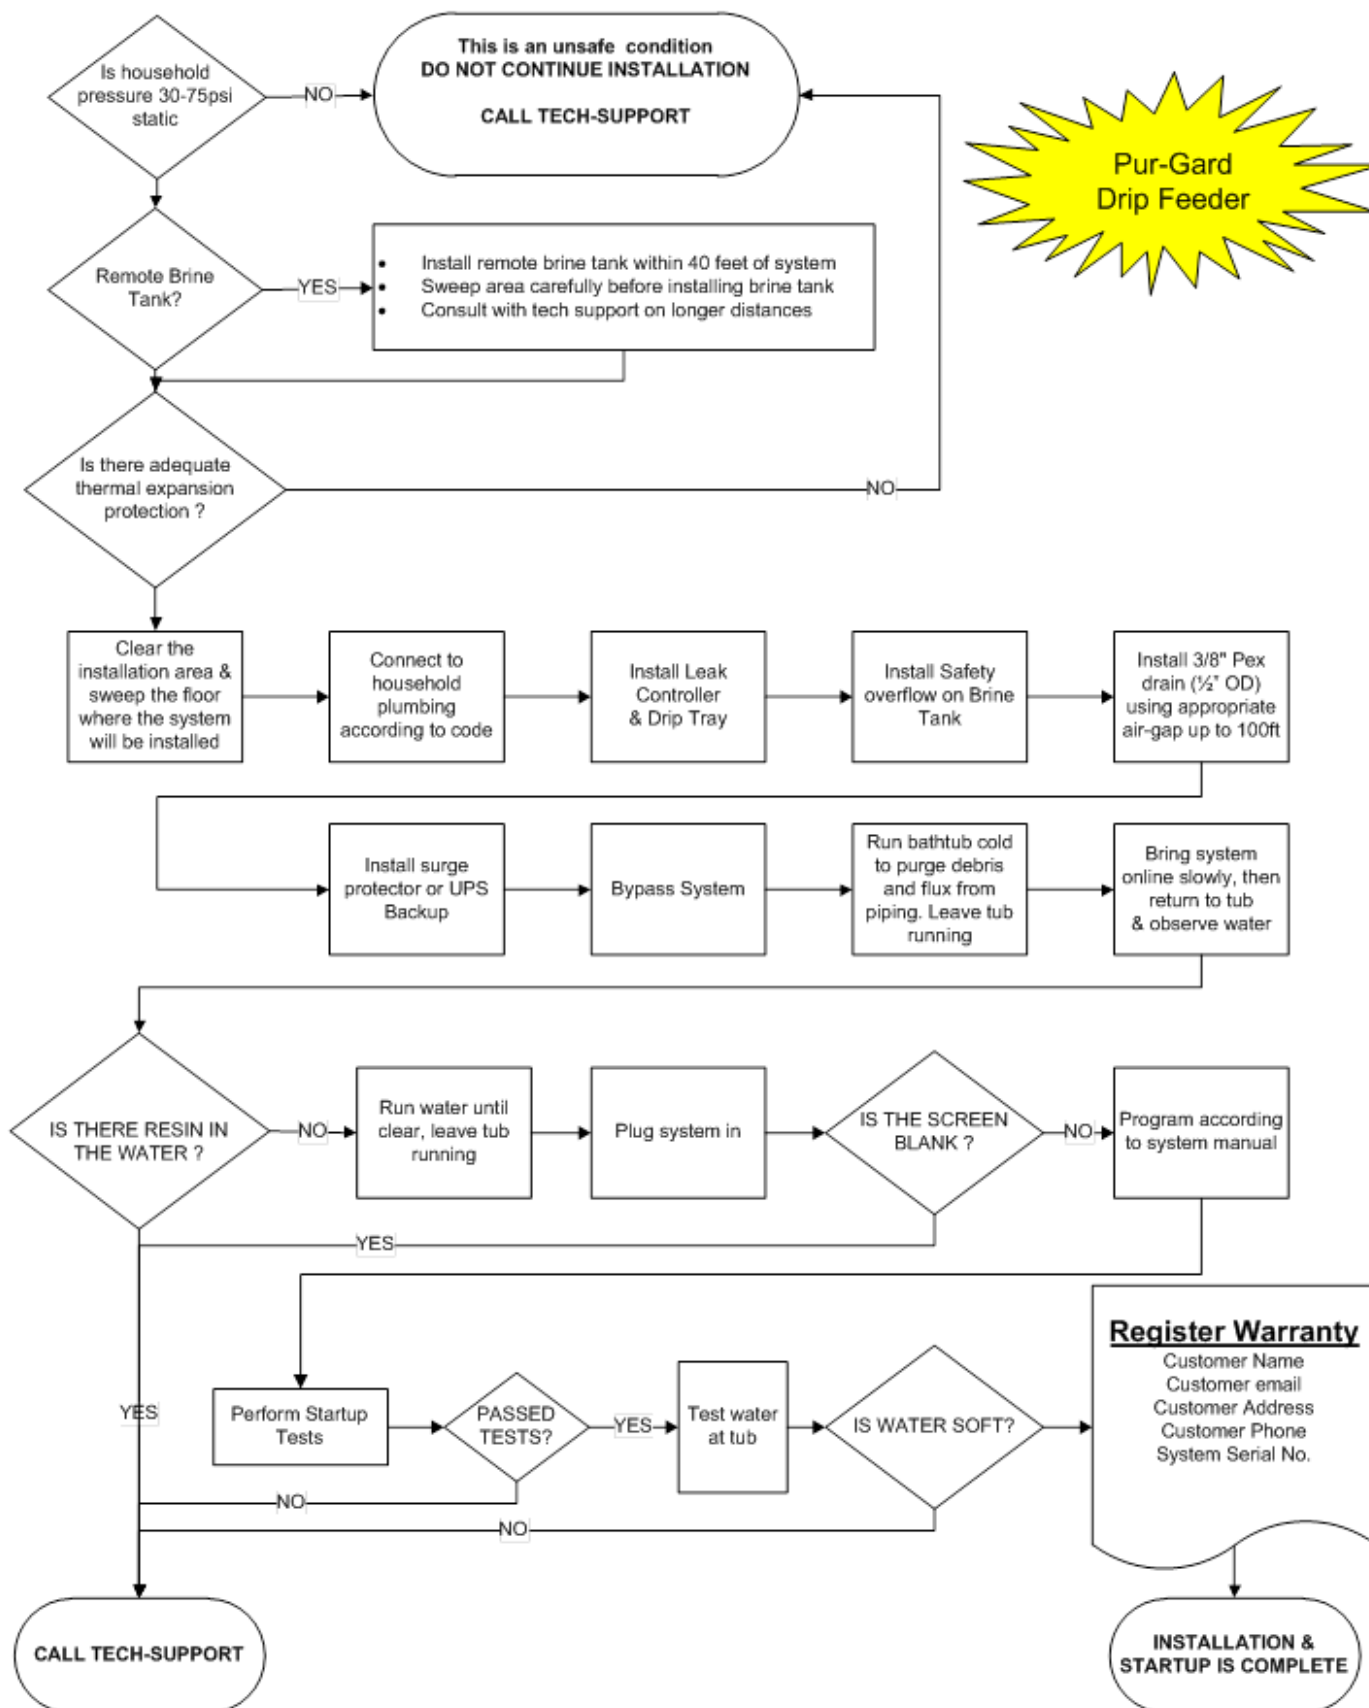 Is household
pressure 30-75psi
static
NO
This is an unsafe condition
DO NOT CONTINUE INSTALLATION
CALL TECH-SUPPORT
Pur-Gard
Drip Feeder
Remote Brine
Tank?
YES
• Install remote brine tank within 40 feet of system
• Sweep area carefully before installing brine tank
• Consult with tech support on longer distances
Is there adequate
thermal expansion
protection ?
NO
Clear the
installation area &
sweep the floor
where the system
will be installed
Connect to
household
plumbing
according to code
Install Leak
Controller
& Drip Tray
Install Safety
overflow on Brine
Tank
Install 3/8" Pex
drain (½" OD)
using appropriate
air-gap up to 100ft
Install surge
protector or UPS
Backup
Bypass System
Run bathtub cold
to purge debris
and flux from
piping. Leave tub
running
Bring system
online slowly, then
return to tub
& observe water
IS THERE RESIN IN
THE WATER ?
NO
Run water until
clear, leave tub
running
Plug system in
IS THE SCREEN
BLANK ?
NO
Program according
to system manual
YES
YES
Perform Startup
Tests
PASSED
TESTS?
YES
Test water
at tub
IS WATER SOFT?
Register Warranty
Customer Name
Customer email
Customer Address
Customer Phone
System Serial No.
NO
NO
CALL TECH-SUPPORT
INSTALLATION &
STARTUP IS COMPLETE